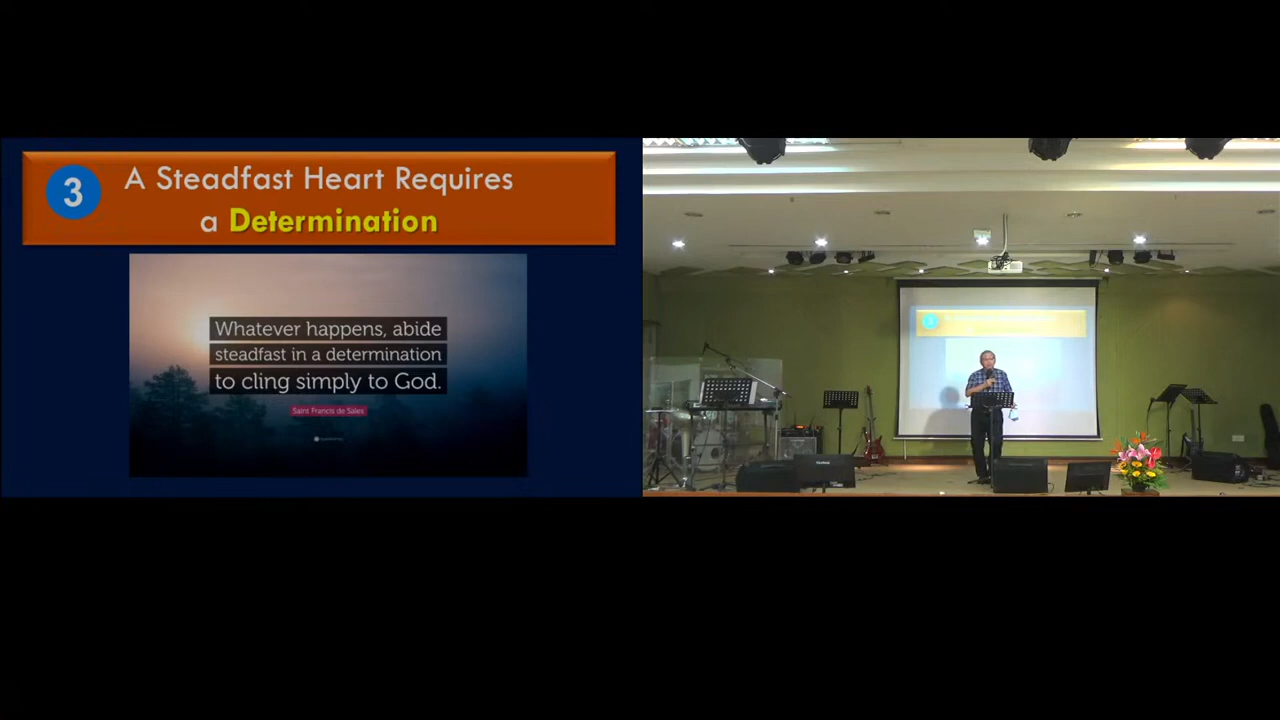 3
A Steadfast Heart Requires
a Determination
Whatever happens, abide
steadfast in a determination
to cling simply to God.
Saint Francis de Sales